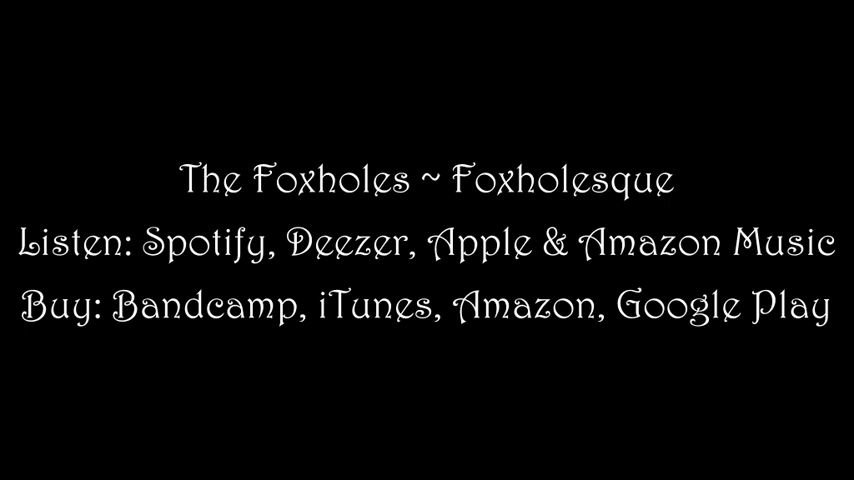 The Foxholes ~ Foxholesque
Listen: Spotify, Deezer, Apple & Amazon Music
Buy: Bandcamp, iTunes, Amazon, Google Play